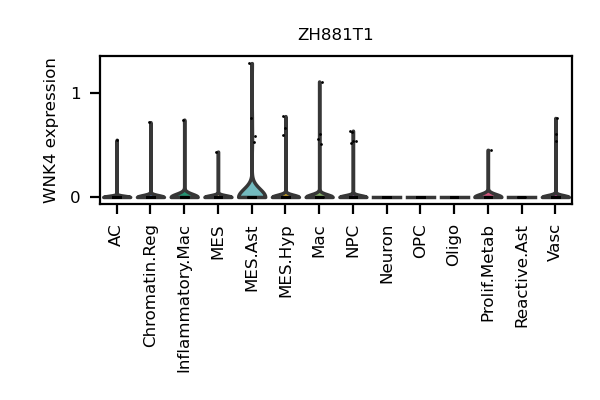 ZH881T1
WNK4 expression
1
0
AC
Chromatin.Reg
Inflammatory.Mac
MES
MES.Ast
MES.Hyp
Mac
NPC
Neuron
OPC
Oligo
Prolif.Metab
Reactive.Ast
Vasc